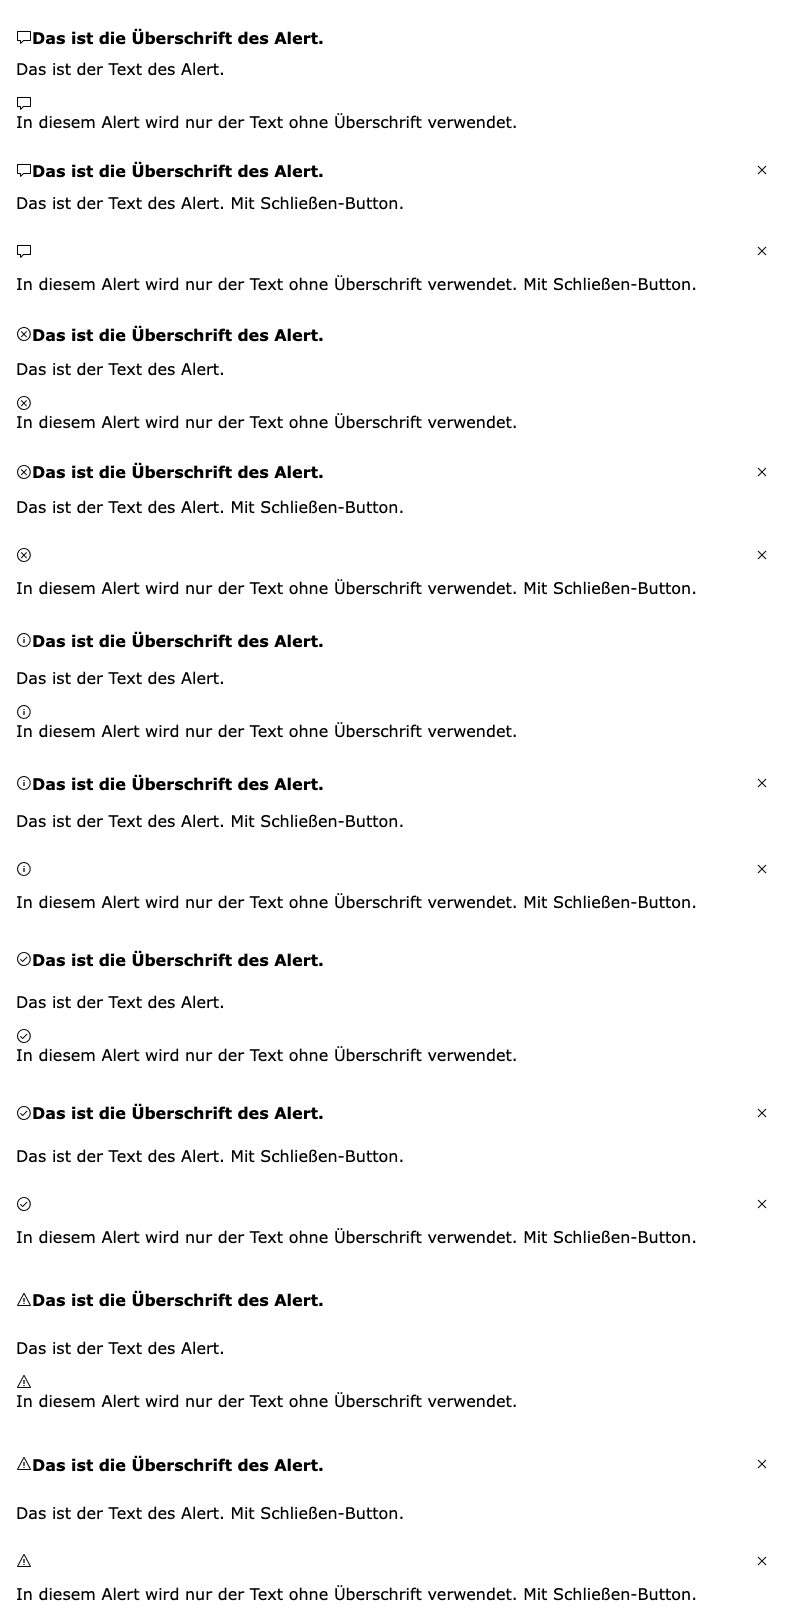 Das ist die Überschrift des Alert.
Das ist der Text des Alert.
In diesem Alert wird nur der Text ohne Überschrift verwendet.
Das ist die Überschrift des Alert.
Das ist der Text des Alert. Mit Schließen-Button.
In diesem Alert wird nur der Text ohne Überschrift verwendet. Mit Schließen-Button.
Das ist die Überschrift des Alert.
Das ist der Text des Alert.
In diesem Alert wird nur der Text ohne Überschrift verwendet.
Das ist die Überschrift des Alert.
Das ist der Text des Alert. Mit Schließen-Button.
In diesem Alert wird nur der Text ohne Überschrift verwendet. Mit Schließen-Button.
Das ist die Überschrift des Alert.
Das ist der Text des Alert.
In diesem Alert wird nur der Text ohne Überschrift verwendet.
Das ist die Überschrift des Alert.
Das ist der Text des Alert. Mit Schließen-Button.
In diesem Alert wird nur der Text ohne Überschrift verwendet. Mit Schließen-Button.
Das ist die Überschrift des Alert.
Das ist der Text des Alert.
In diesem Alert wird nur der Text ohne Überschrift verwendet.
Das ist die Überschrift des Alert.
Das ist der Text des Alert. Mit Schließen-Button.
In diesem Alert wird nur der Text ohne Überschrift verwendet. Mit Schließen-Button.
Das ist die Überschrift des Alert.
Das ist der Text des Alert.
In diesem Alert wird nur der Text ohne Überschrift verwendet.
Das ist die Überschrift des Alert.
Das ist der Text des Alert. Mit Schließen-Button.
In diesem Alert wird nur der Text ohne Überschrift verwendet. Mit Schließen-Button.